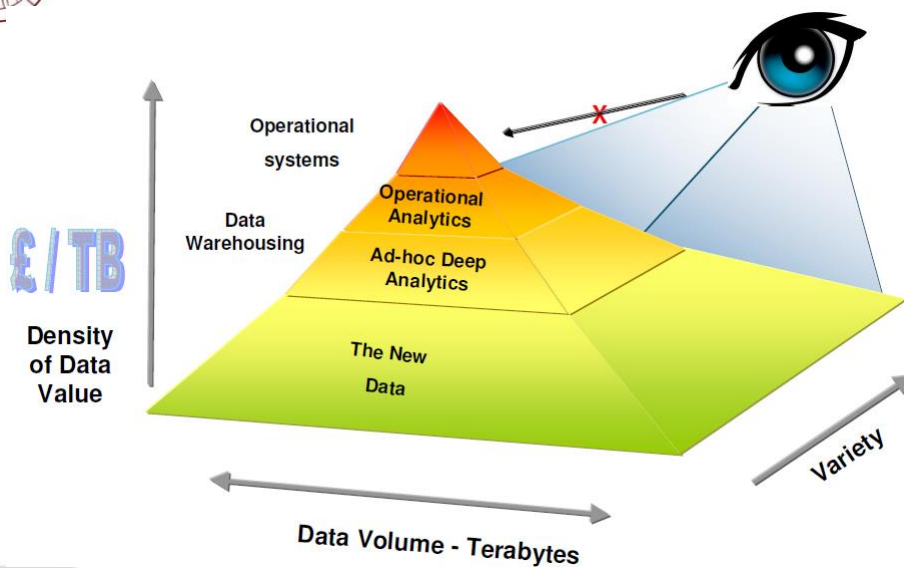 Operational
systems
X
Operational
Analytics
Data
Warehousing
£ / TB
Ad-hoc Deep
Analytics
Density
of Data
Value
The New
Data
Variety
Data Volume - Terabytes